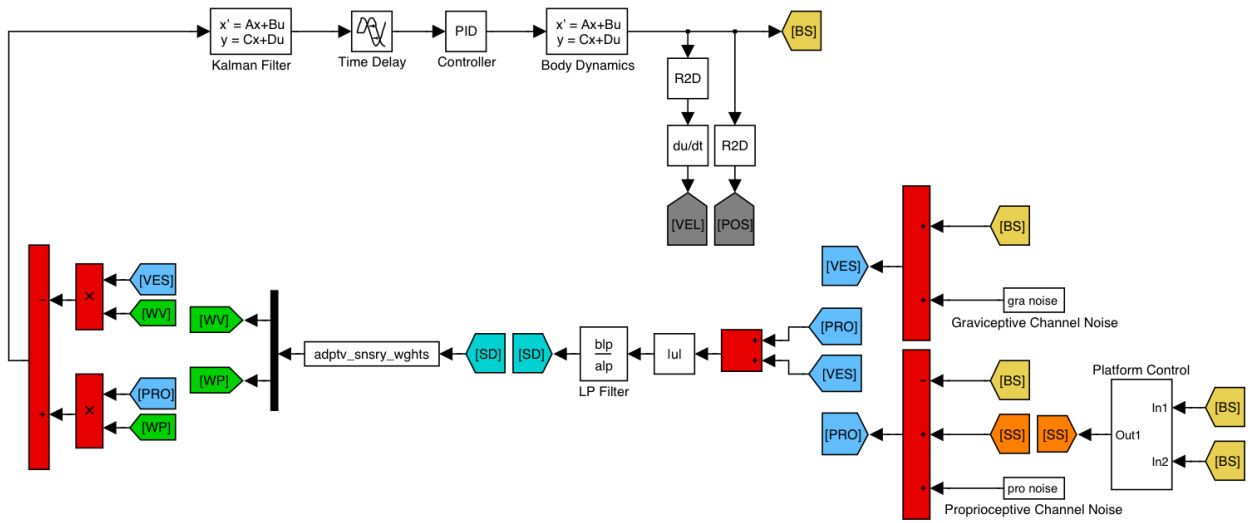 x' = Ax+Bu
y = Cx+Du
Kalman Filter
Time Delay
PID
Controller
x' = Ax+Bu
y = Cx+Du
Body Dynamics
[BS]
R2D
du/dt
R2D
[VEL]
[POS]
[VES]
+
[BS]
+
gra noise
Graviceptive Channel Noise
−
×
[VES]
[WV]
[WV]
adptv_snsry_wghts
[SD]
[SD]
blp
alp
LP Filter
|u|
+
+
[PRO]
[VES]
[WP]
+
×
[PRO]
[WP]
[PRO]
−
[BS]
+
[SS]
[SS]
+
pro noise
Proprioceptive Channel Noise
Platform Control
In1
Out1
In2
[BS]
[BS]